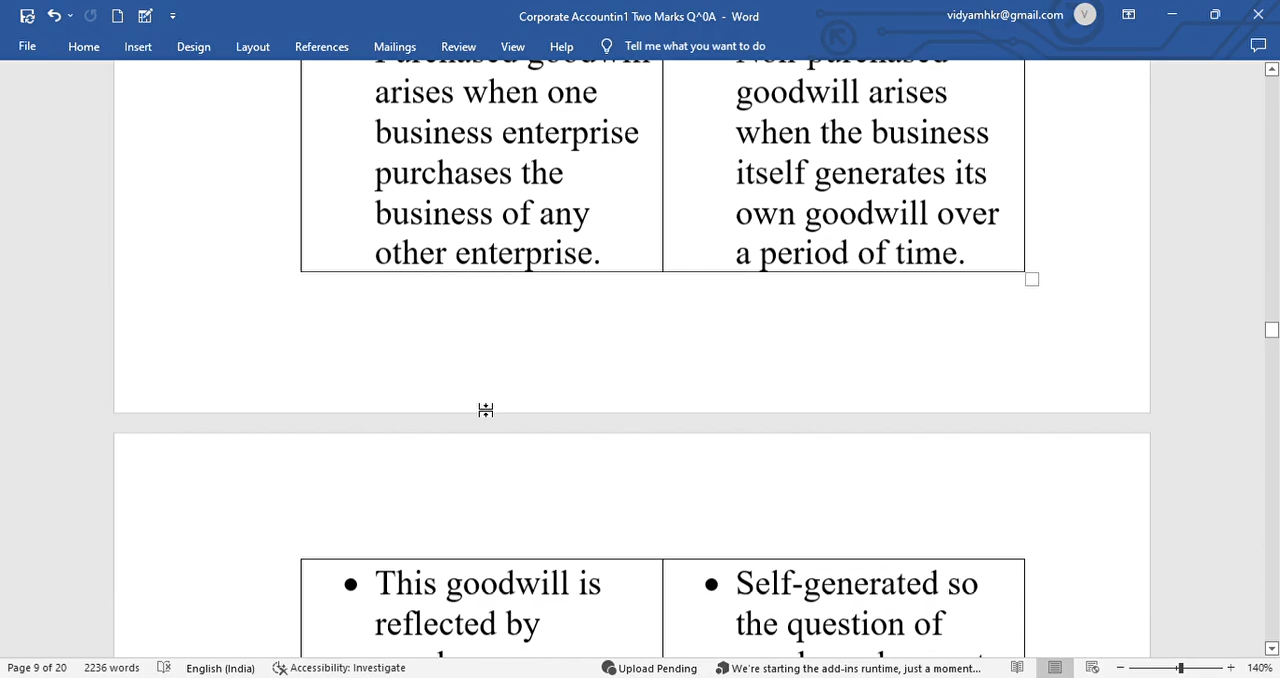 Corporate Accountin1 Two Marks Q^0A - Word
vidyamhkr@gmail.com V
File Home Insert Design Layout References Mailings Review View Help Tell me what you want to do
Purchased goodwill
arises when one
business enterprise
purchases the
business of any
other enterprise.
Non-purchased
goodwill arises
when the business
itself generates its
own goodwill over
a period of time.
● This goodwill is
reflected by
● Self-generated so
the question of
Page 9 of 20 2236 words English (India) Accessibility: Investigate Upload Pending We're starting the add-ins runtime, just a moment... 140%